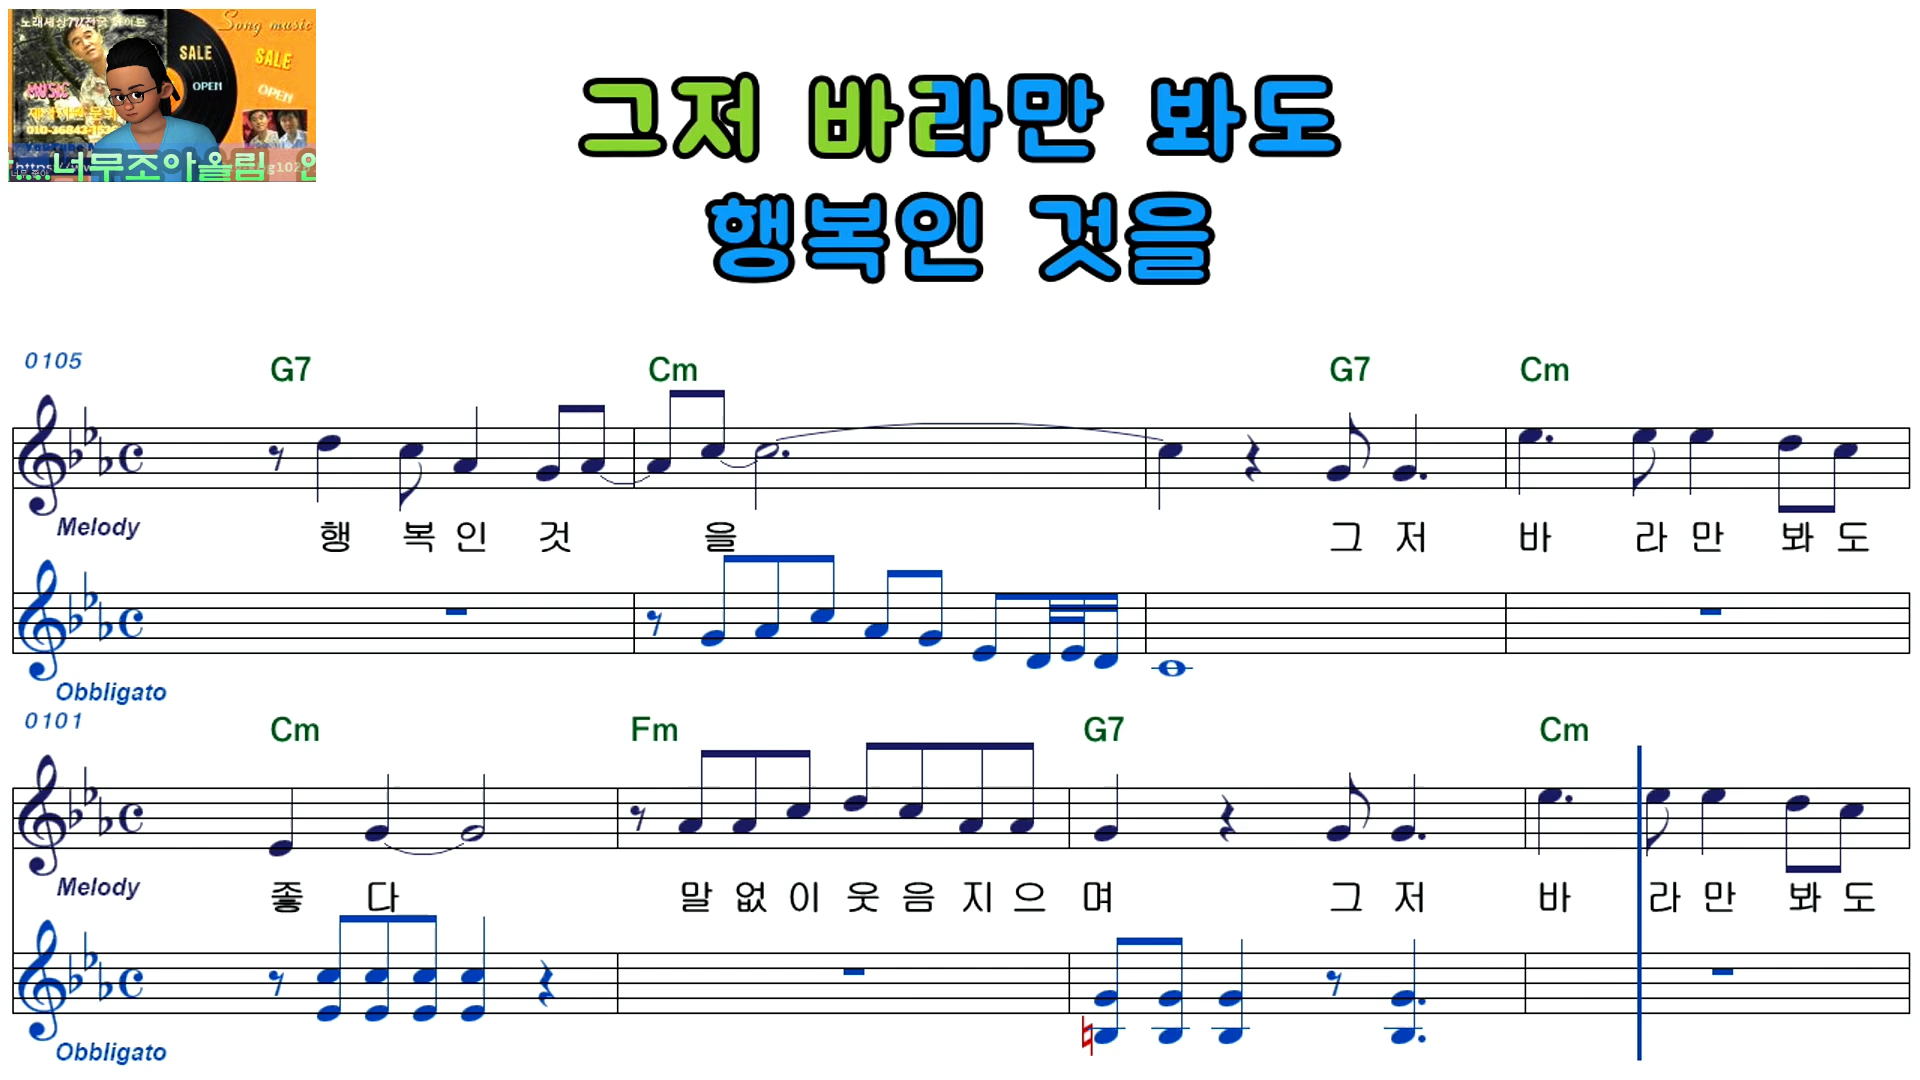 Song music
SALE
SALE
OPEN
OPEN
MUSIC
....너무조아올림
그저 바라만 봐도
행복인 것을
0105
G7 Cm G7 Cm
Melody
행 복 인 것 을 그 저 바 라 만 봐 도
Obbligato
0101
Cm Fm G7 Cm
Melody
좋 다 말 없 이 웃 음 지 으 며 그 저 바 라 만 봐 도
Obbligato